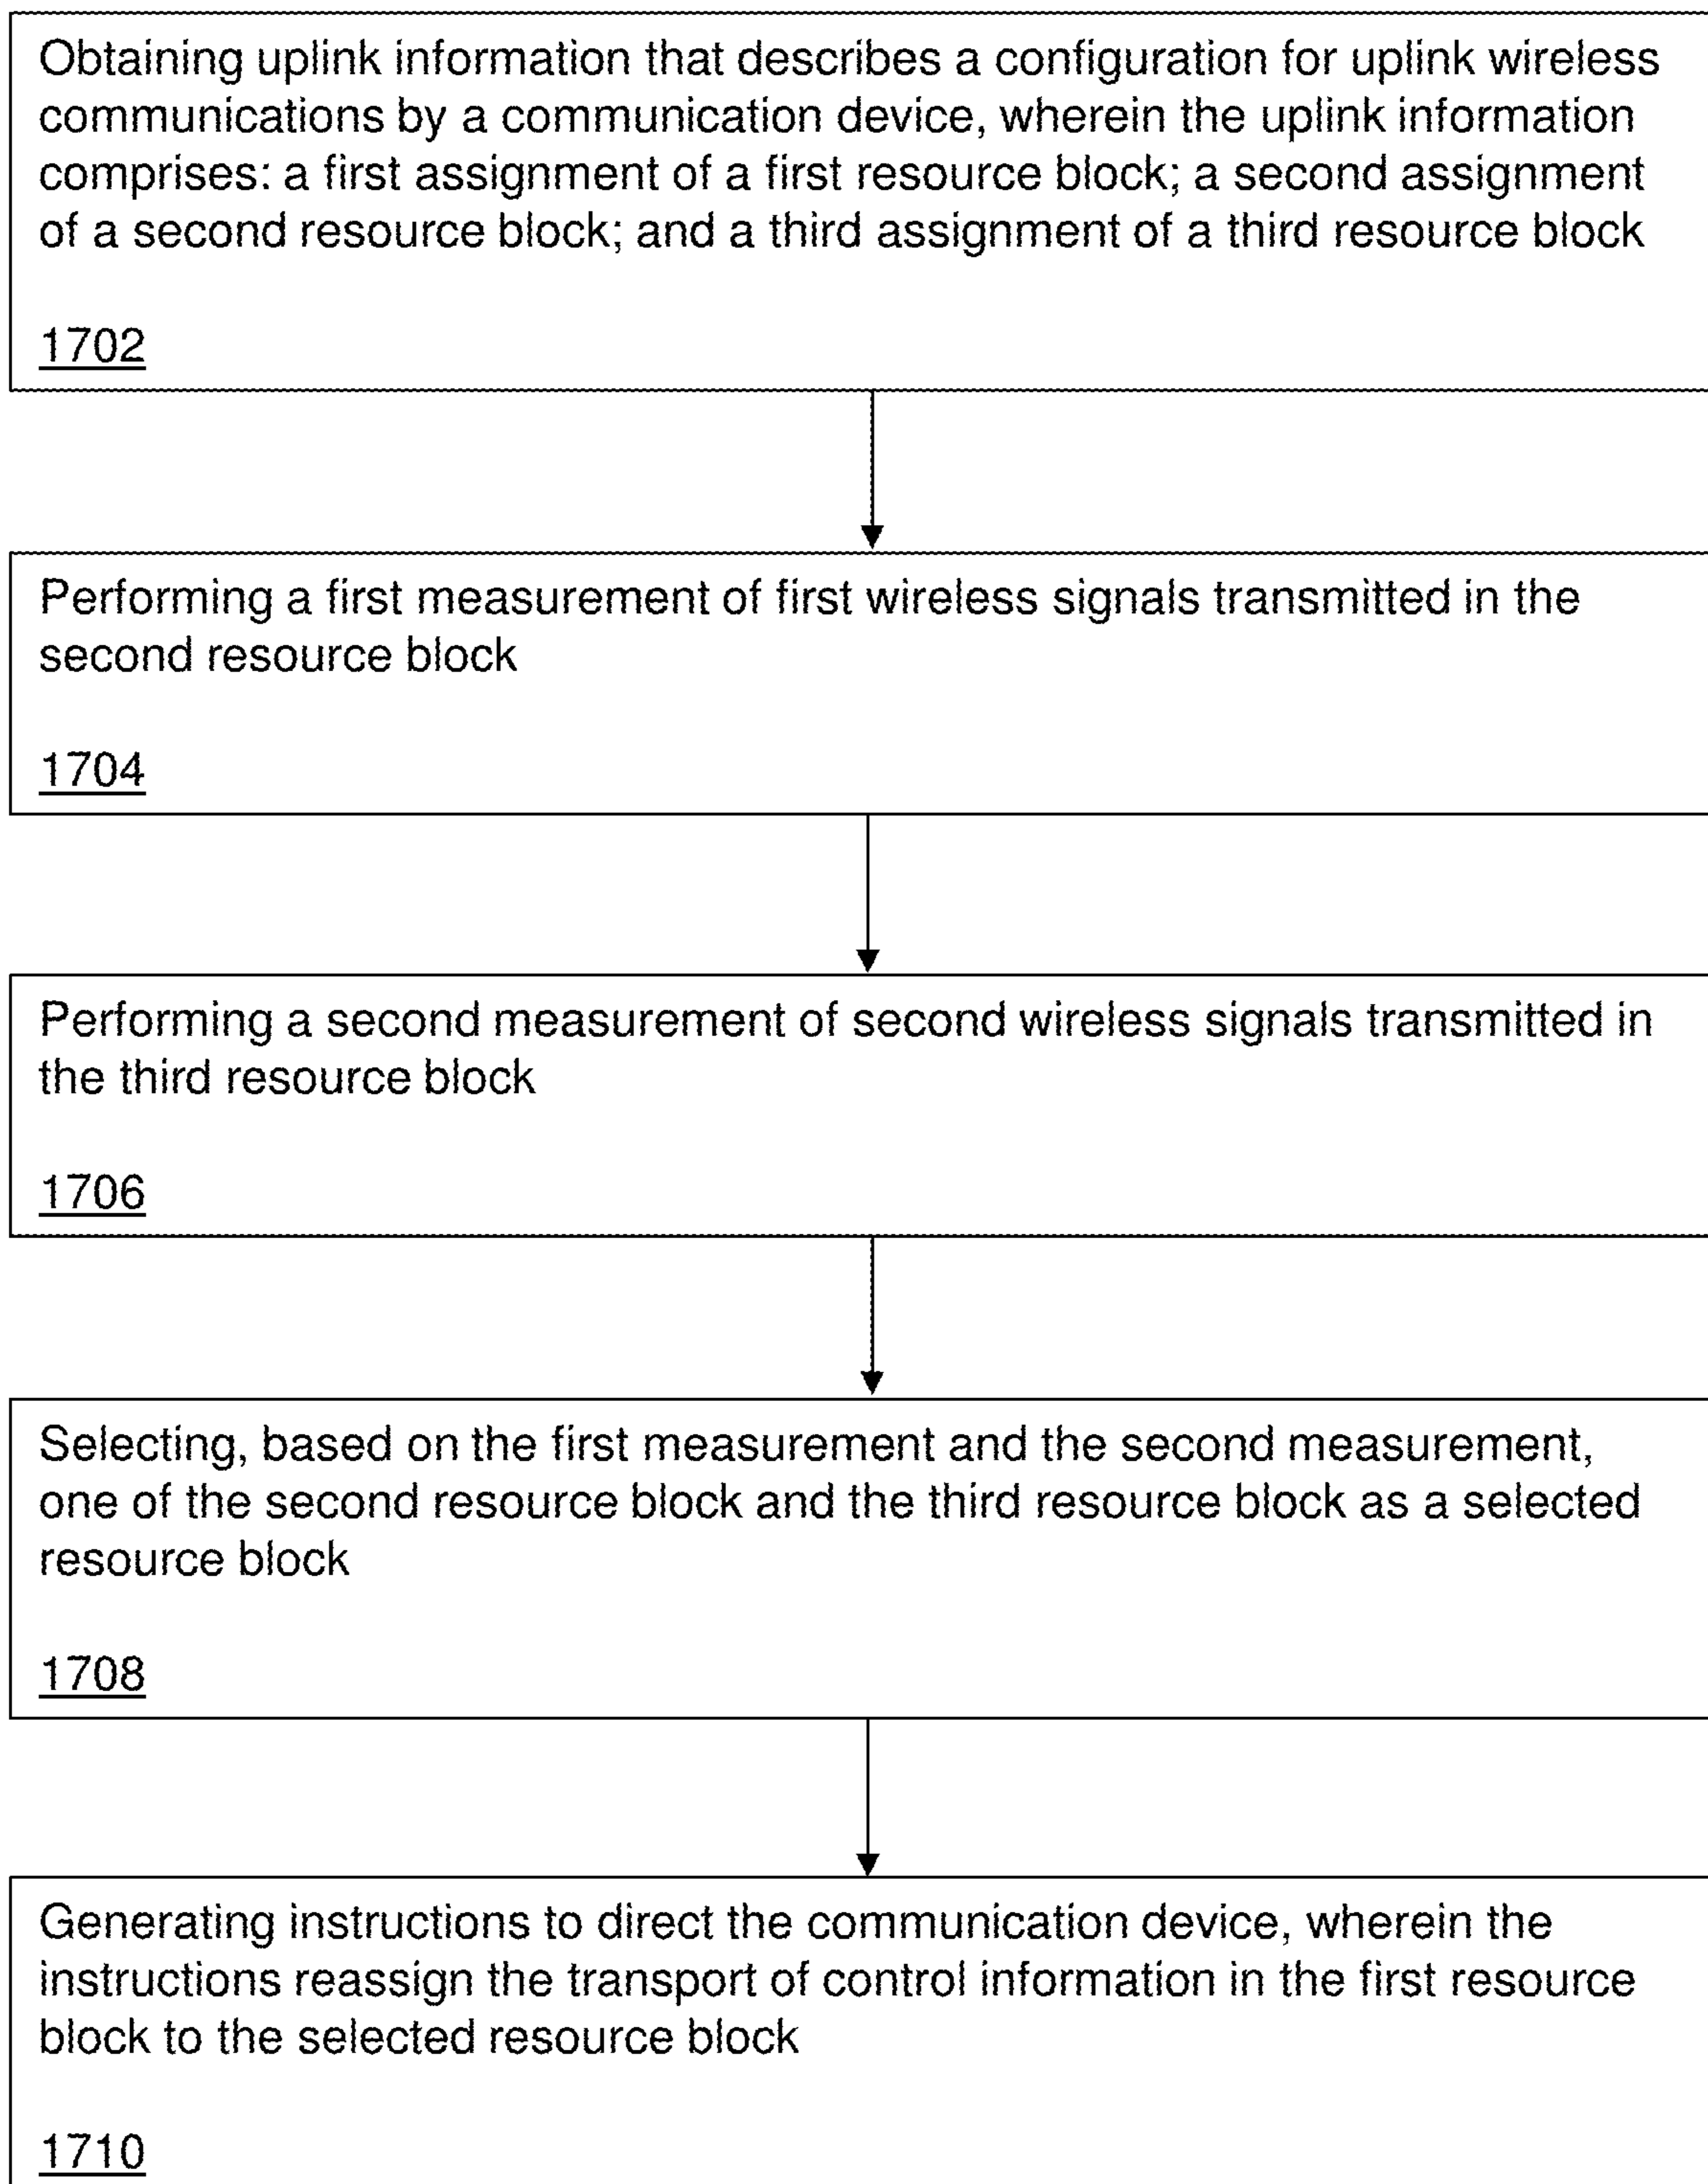 Obtaining uplink information that describes a configuration for uplink wireless
communications by a communication device, wherein the uplink information
comprises: a first assignment of a first resource block; a second assignment
of a second resource block; and a third assignment of a third resource block
1702
Performing a first measurement of first wireless signals transmitted in the
second resource block
1704
Performing a second measurement of second wireless signals transmitted in
the third resource block
1706
Selecting, based on the first measurement and the second measurement,
one of the second resource block and the third resource block as a selected
resource block
1708
Generating instructions to direct the communication device, wherein the
instructions reassign the transport of control information in the first resource
block to the selected resource block
1710